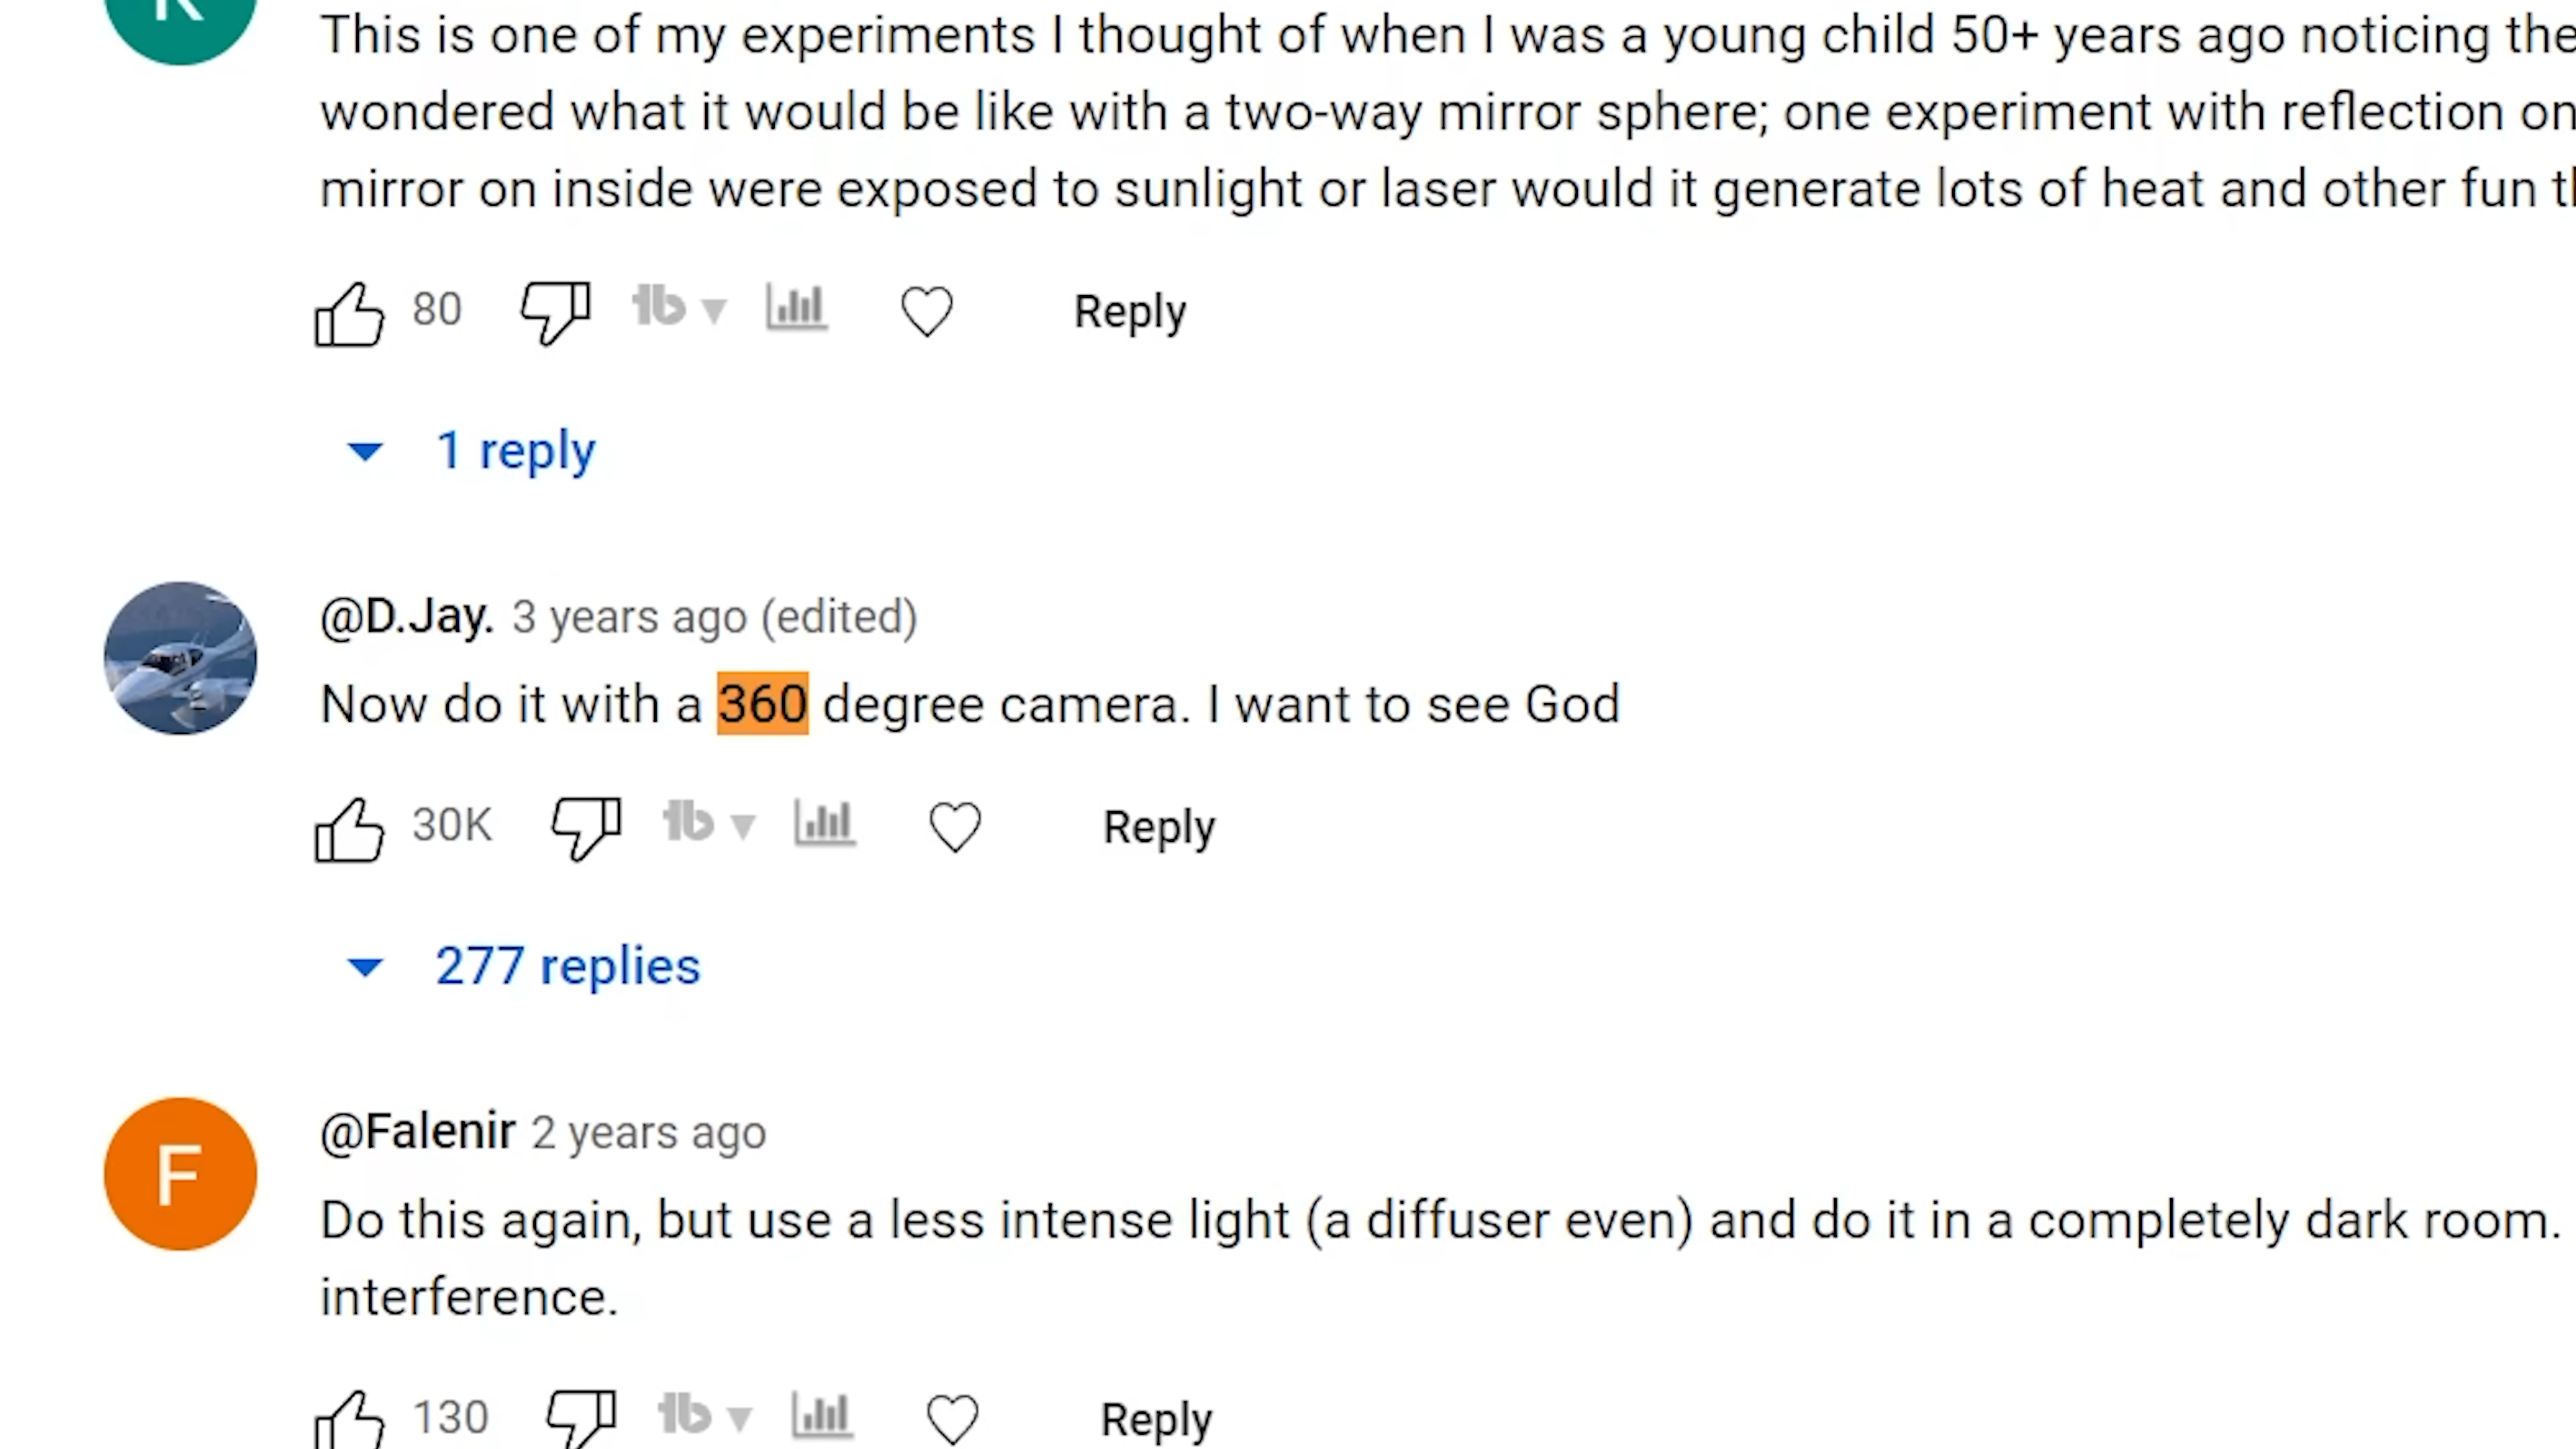 This is one of my experiments I thought of when I was a young child 50+ years ago noticing the
wondered what it would be like with a two-way mirror sphere; one experiment with reflection on
mirror on inside were exposed to sunlight or laser would it generate lots of heat and other fun
80 Reply
1 reply
@D.Jay. 3 years ago (edited)
Now do it with a 360 degree camera. I want to see God
30K Reply
277 replies
F
@Falenir 2 years ago
Do this again, but use a less intense light (a diffuser even) and do it in a completely dark room.
interference.
130 Reply